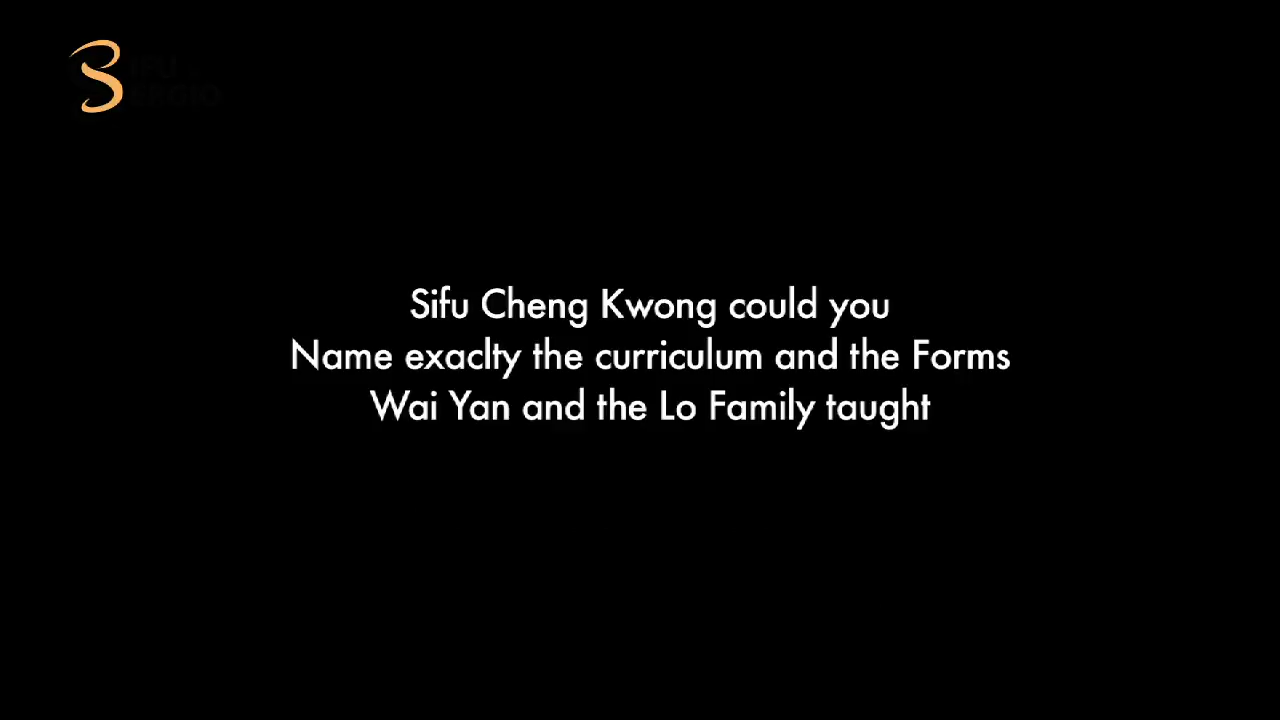 Sifu Cheng Kwong could you
Name exaclty the curriculum and the Forms
Wai Yan and the Lo Family taught